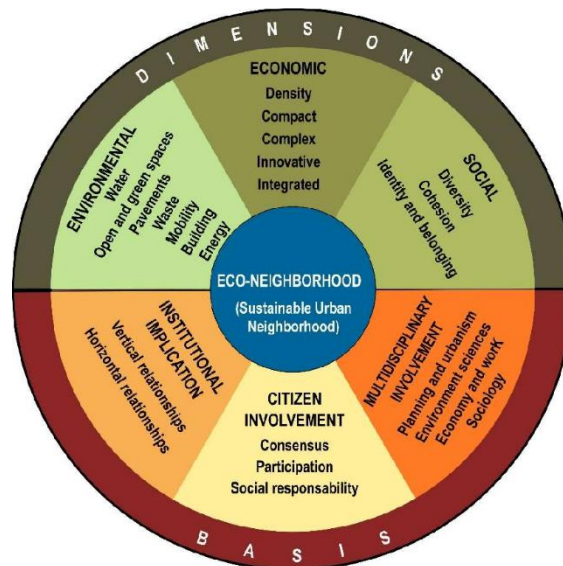 DIMENSIONS
ENVIRONMENTAL
Water
Open and green spaces
Pavements
Waste
Mobility
Building
Energy
ECONOMIC
Density
Compact
Complex
Innovative
Integrated
SOCIAL
Diversity
Cohesion
Identity and belonging
ECO-NEIGHBORHOOD
(Sustainable Urban
Neighborhood)
INSTITUTIONAL
IMPLICATION
Vertical relationships
Horizontal relationships
CITIZEN
INVOLVEMENT
Consensus
Participation
Social responsability
MULTIDISCIPLINARY
INVOLVEMENT
Planning and urbanism
Environment sciences
Economy and work
Sociology
BASIS